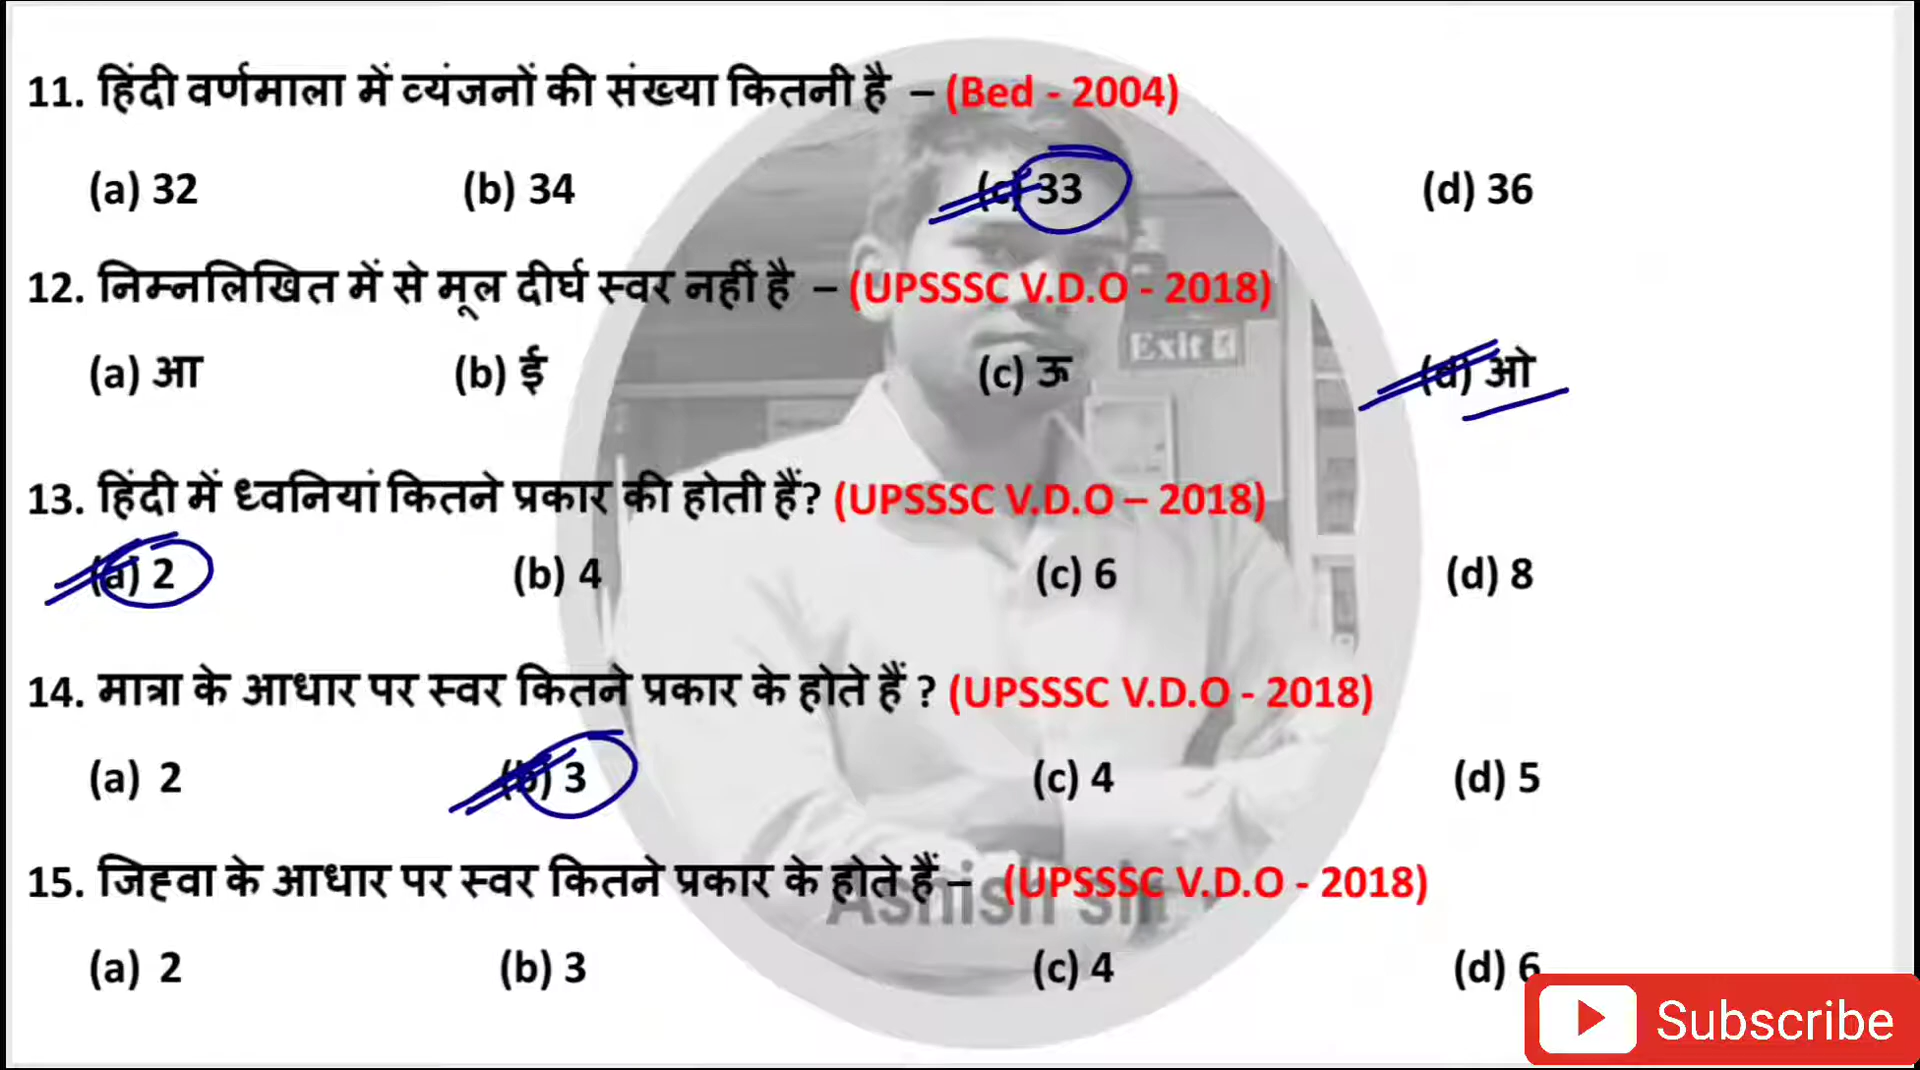 11. हिंदी वर्णमाला में व्यंजनों की संख्या कितनी है – (Bed - 2004)
(a) 32 (b) 34 (c) 33 (d) 36
12. निम्नलिखित में से मूल दीर्घ स्वर नहीं है – (UPSSSC V.D.O - 2018)
(a) आ (b) ई (c) ऊ (d) ओ
Exit
13. हिंदी में ध्वनियां कितने प्रकार की होती हैं? (UPSSSC V.D.O – 2018)
(a) 2 (b) 4 (c) 6 (d) 8
14. मात्रा के आधार पर स्वर कितने प्रकार के होते हैं ? (UPSSSC V.D.O - 2018)
(a) 2 (b) 3 (c) 4 (d) 5
15. जिह्वा के आधार पर स्वर कितने प्रकार के होते हैं – (UPSSSC V.D.O - 2018)
Ashish sir
(a) 2 (b) 3 (c) 4 (d) 6
Subscribe